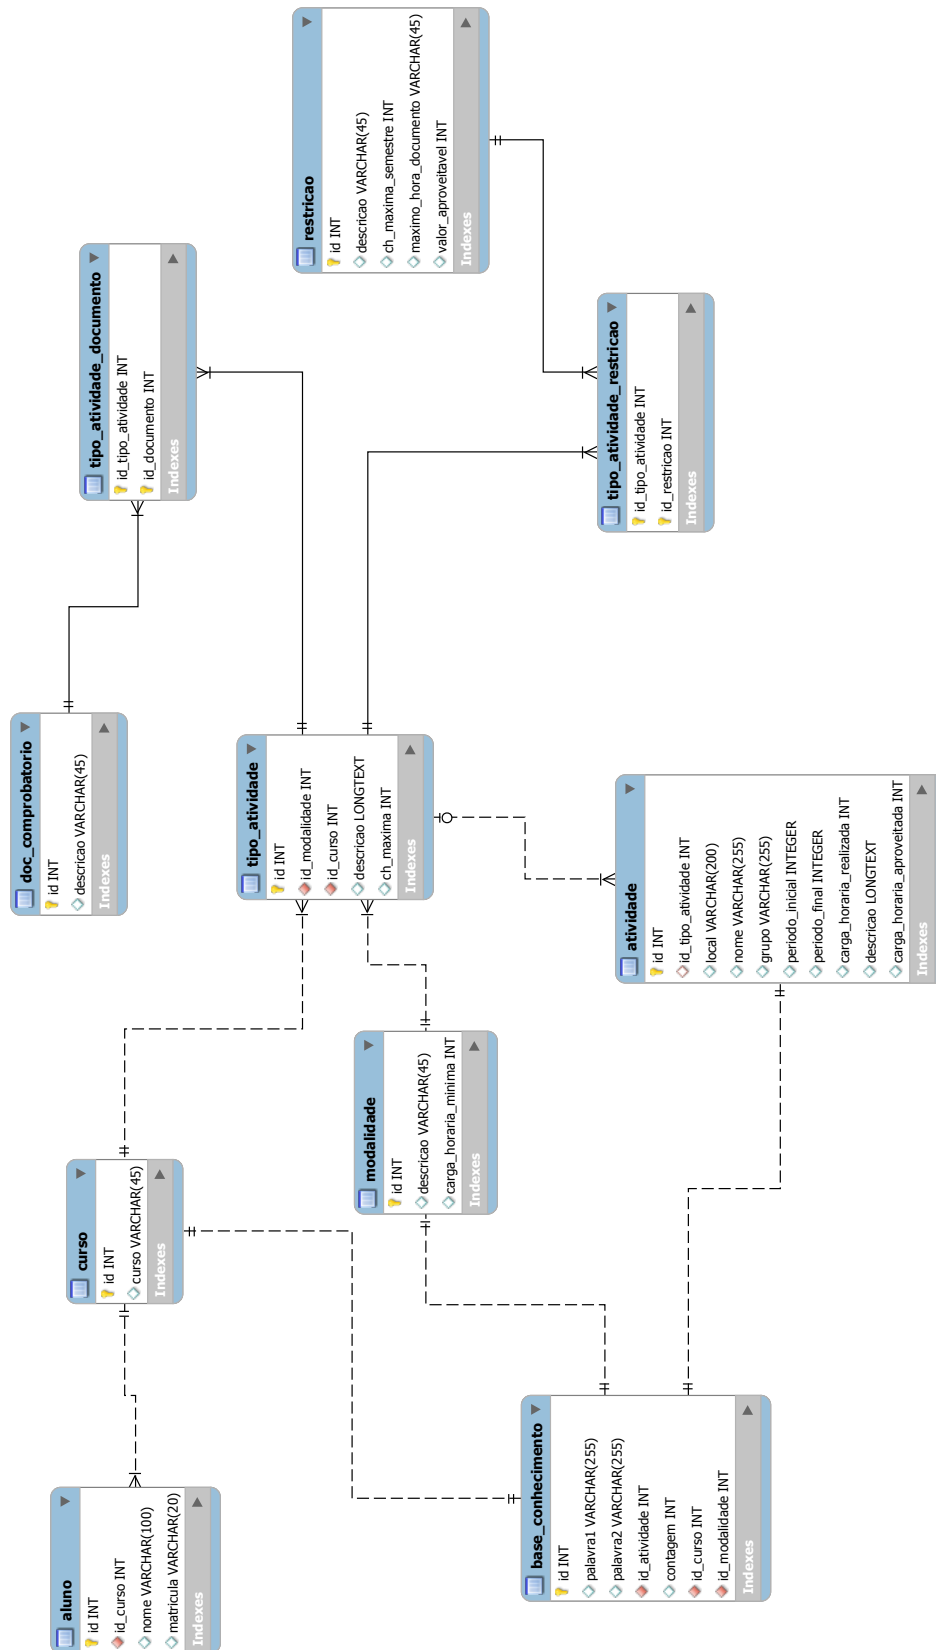 aluno
id INT
id_curso INT
nome VARCHAR(100)
matricula VARCHAR(20)
Indexes
curso
id INT
curso VARCHAR(45)
Indexes
doc_comprobatorio
id INT
descricao VARCHAR(45)
Indexes
tipo_atividade_documento
id_tipo_atividade INT
id_documento INT
Indexes
tipo_atividade
id INT
id_modalidade INT
id_curso INT
descricao LONGTEXT
ch_maxima INT
Indexes
restricao
id INT
descricao VARCHAR(45)
ch_maxima_semestre INT
maximo_hora_documento VARCHAR(45)
valor_aproveitavel INT
Indexes
modalidade
id INT
descricao VARCHAR(45)
carga_horaria_minima INT
Indexes
base_conhecimento
id INT
palavra1 VARCHAR(255)
palavra2 VARCHAR(255)
id_atividade INT
contagem INT
id_curso INT
id_modalidade INT
Indexes
atividade
id INT
id_tipo_atividade INT
local VARCHAR(200)
nome VARCHAR(255)
grupo VARCHAR(255)
periodo_inicial INTEGER
periodo_final INTEGER
carga_horaria_realizada INT
descricao LONGTEXT
carga_horaria_aproveitada INT
Indexes
tipo_atividade_restricao
id_tipo_atividade INT
id_restricao INT
Indexes